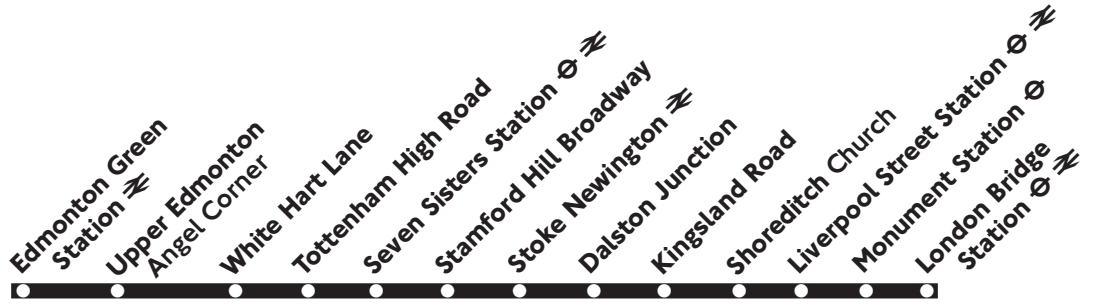 Edmonton Green
Station
Upper Edmonton
Angel Corner
White Hart Lane
Tottenham High Road
Seven Sisters Station
Stamford Hill Broadway
Stoke Newington
Dalston Junction
Kingsland Road
Shoreditch Church
Liverpool Street Station
Monument Station
London Bridge
Station